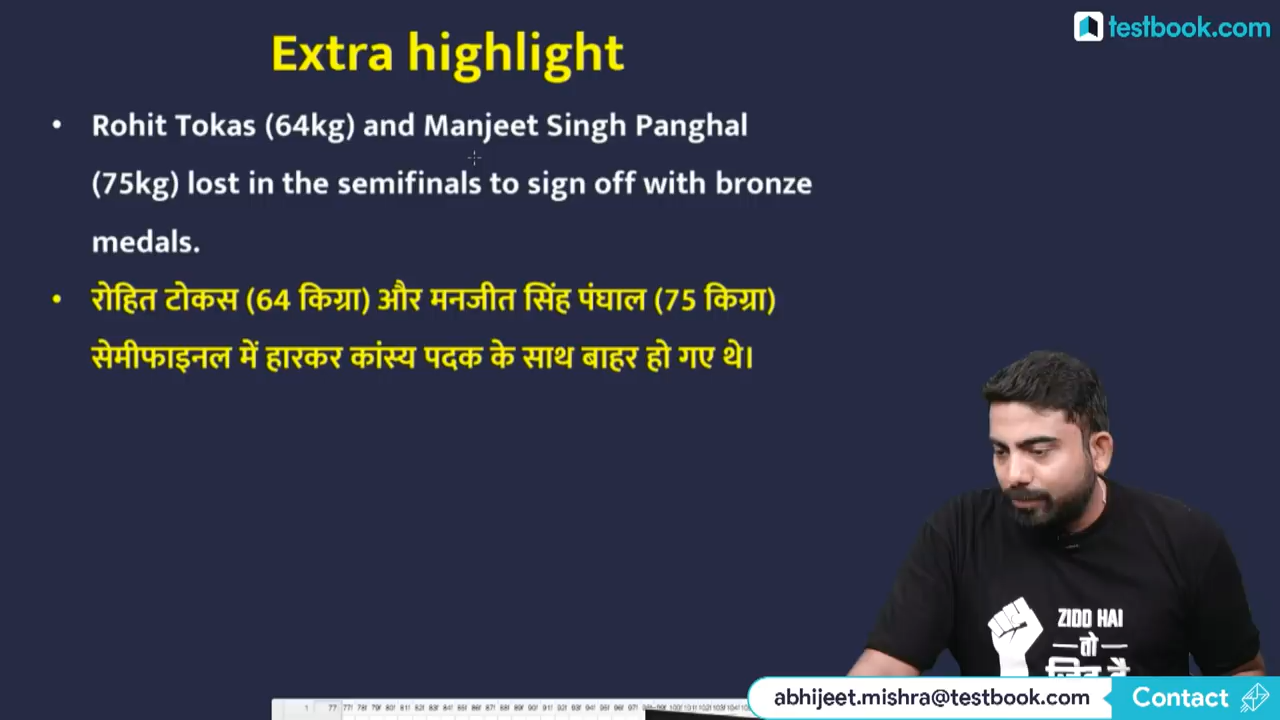 testbook.com
Extra highlight
• Rohit Tokas (64kg) and Manjeet Singh Panghal
(75kg) lost in the semifinals to sign off with bronze
medals.
• रोहित टोकस (64 किग्रा) और मनजीत सिंह पंघाल (75 किग्रा)
सेमीफाइनल में हारकर कांस्य पदक के साथ बाहर हो गए थे।
ZIDD HAI
तो
abhijeet.mishra@testbook.com
Contact